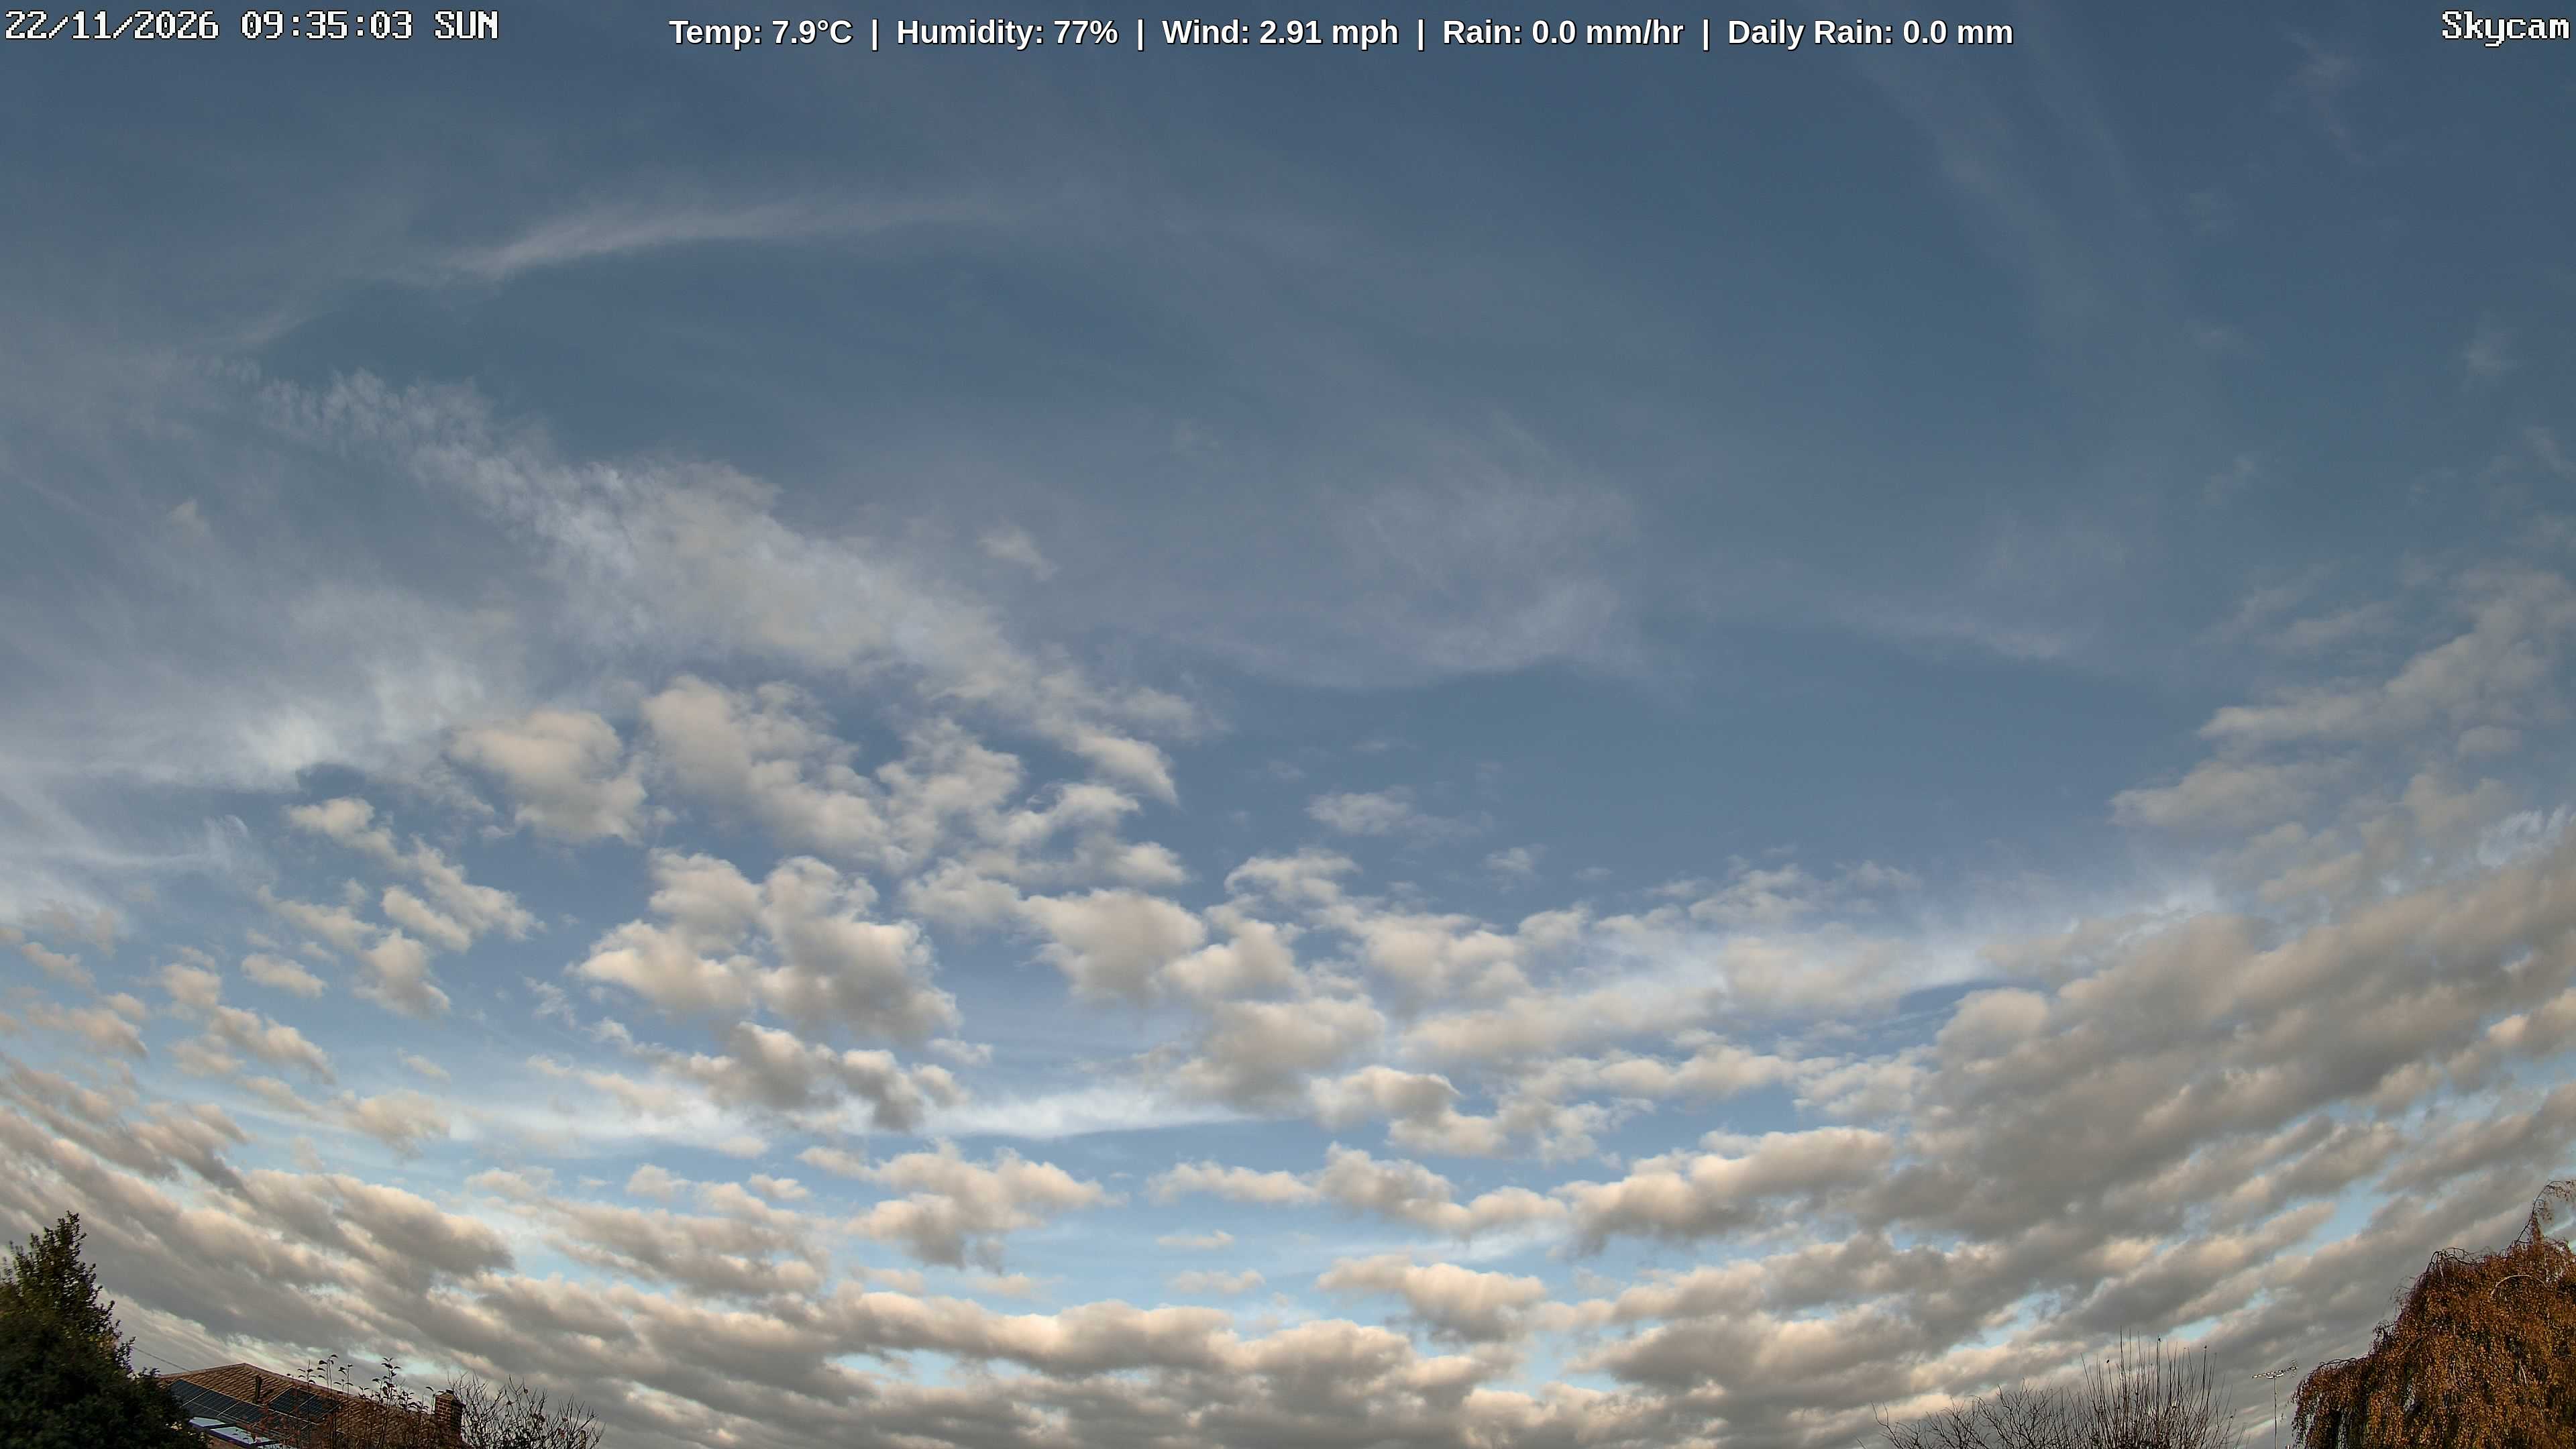 22/11/2026 09:35:03 SUN
Temp: 7.9°C | Humidity: 77% | Wind: 2.91 mph | Rain: 0.0 mm/hr | Daily Rain: 0.0 mm
Skycam